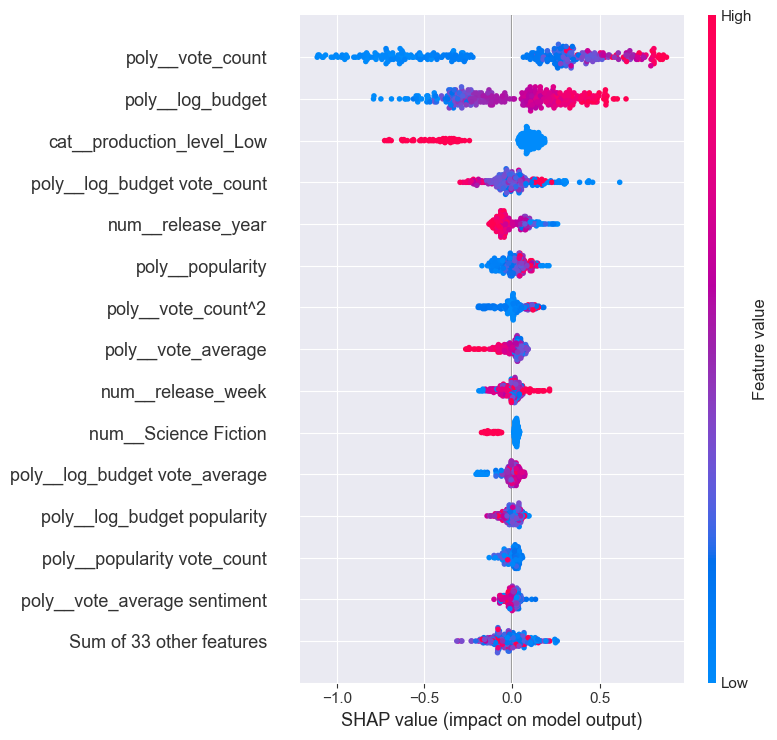 High
poly__vote_count
poly__log_budget
cat__production_level_Low
poly__log_budget vote_count
num__release_year
poly__popularity
poly__vote_count^2
poly__vote_average
num__release_week
num__Science Fiction
poly__log_budget vote_average
poly__log_budget popularity
poly__popularity vote_count
poly__vote_average sentiment
Sum of 33 other features
Feature value
Low
−1.0 −0.5 0.0 0.5
SHAP value (impact on model output)